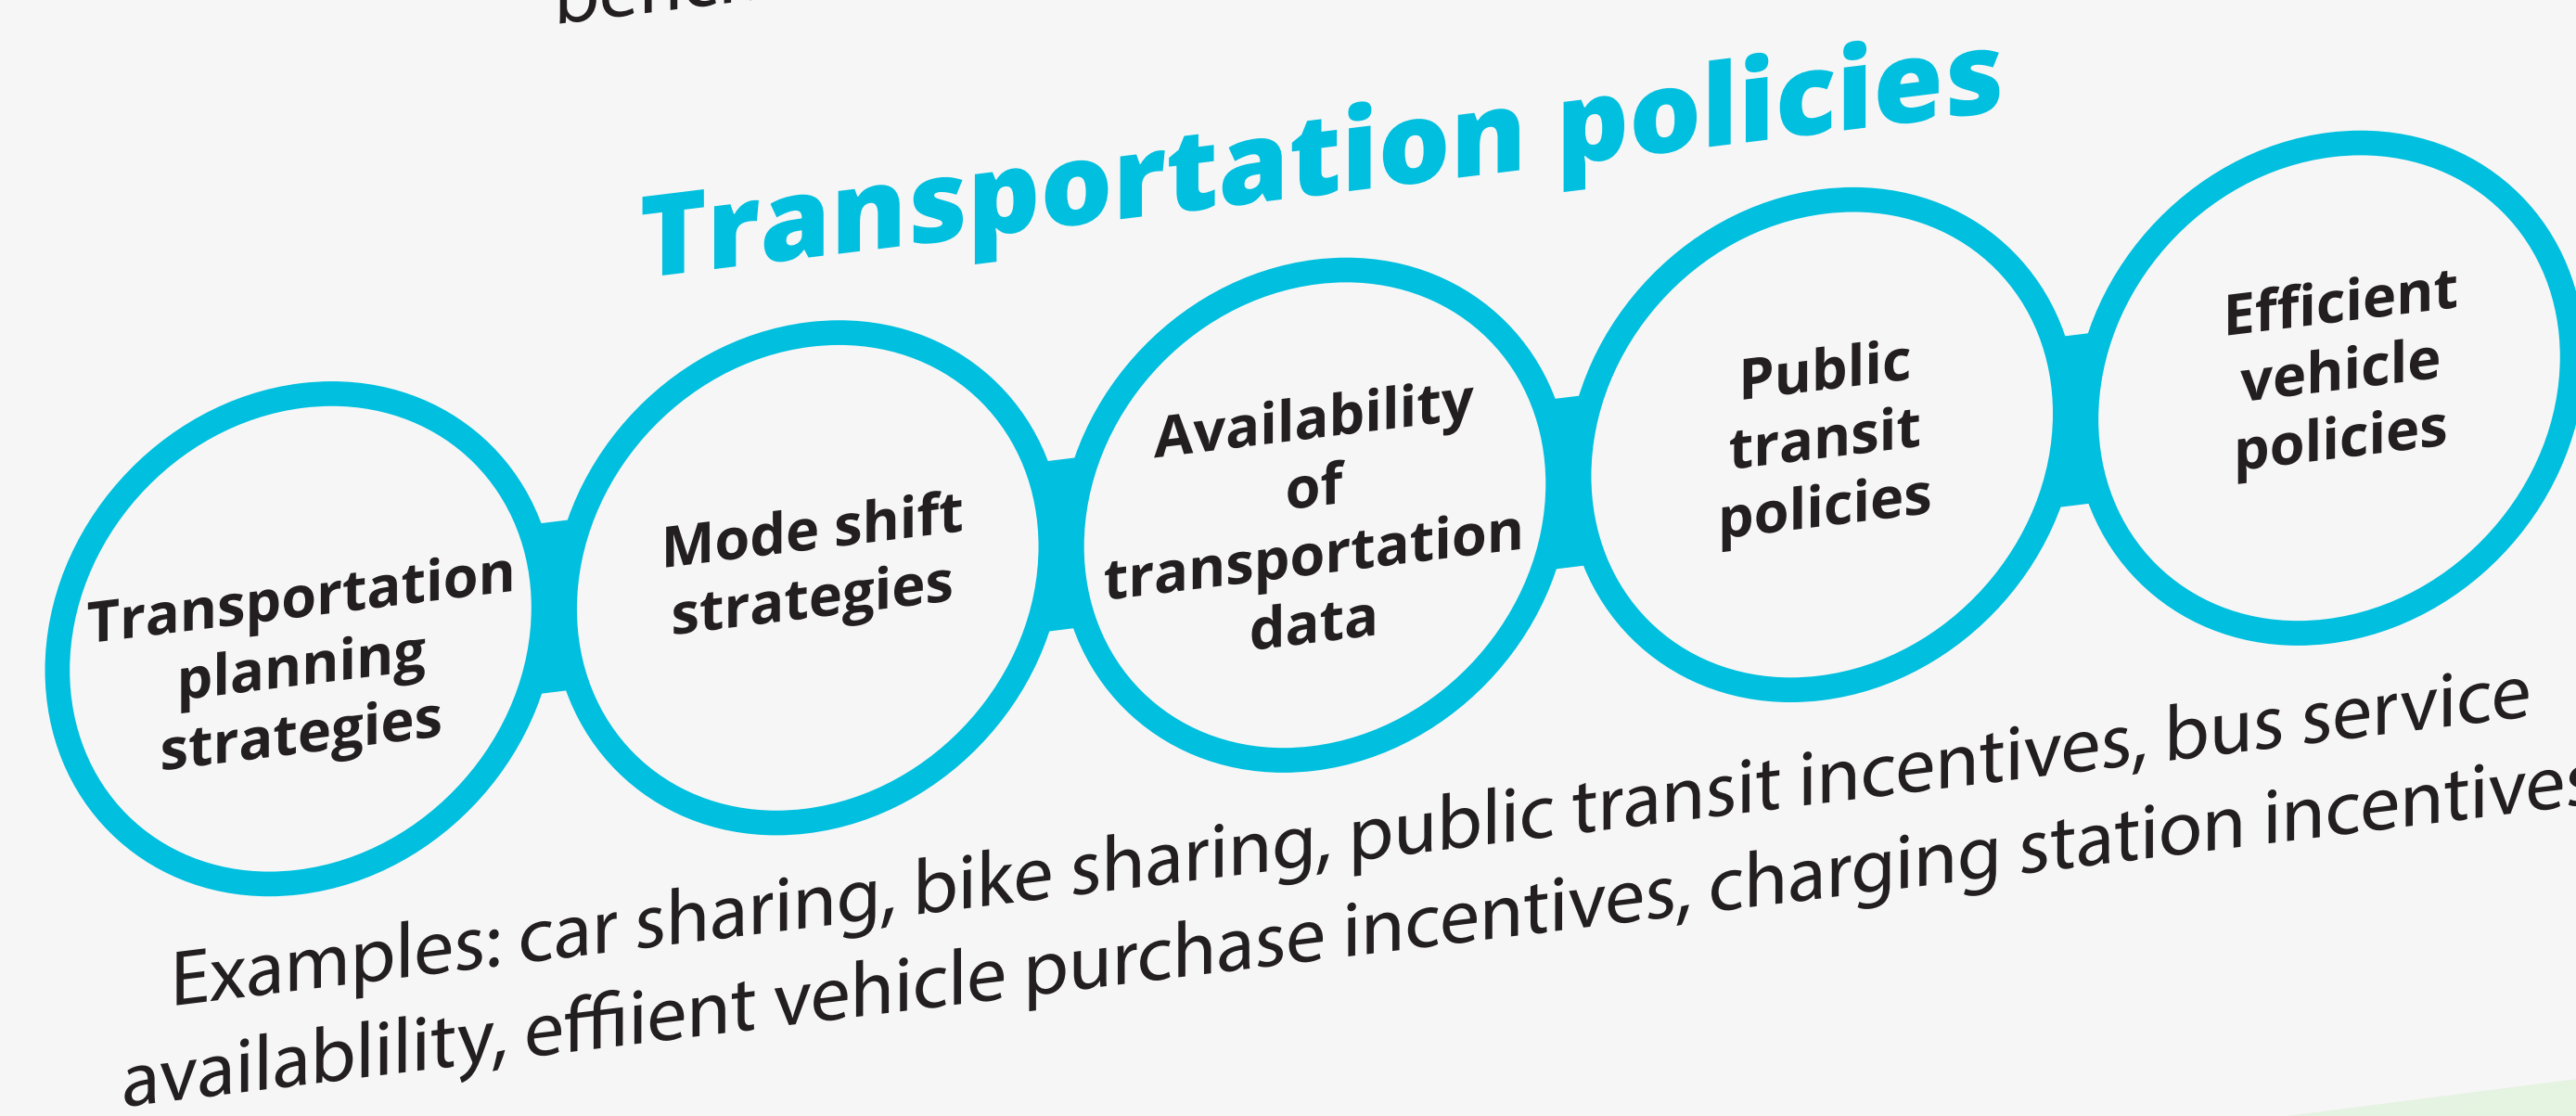 Transportation policies
Transportation
planning
strategies
Mode shift
strategies
Availability
of
transportation
data
Public
transit
policies
Efficient
vehicle
policies
Examples: car sharing, bike sharing, public transit incentives, bus service
availablility, effiient vehicle purchase incentives, charging station incentives